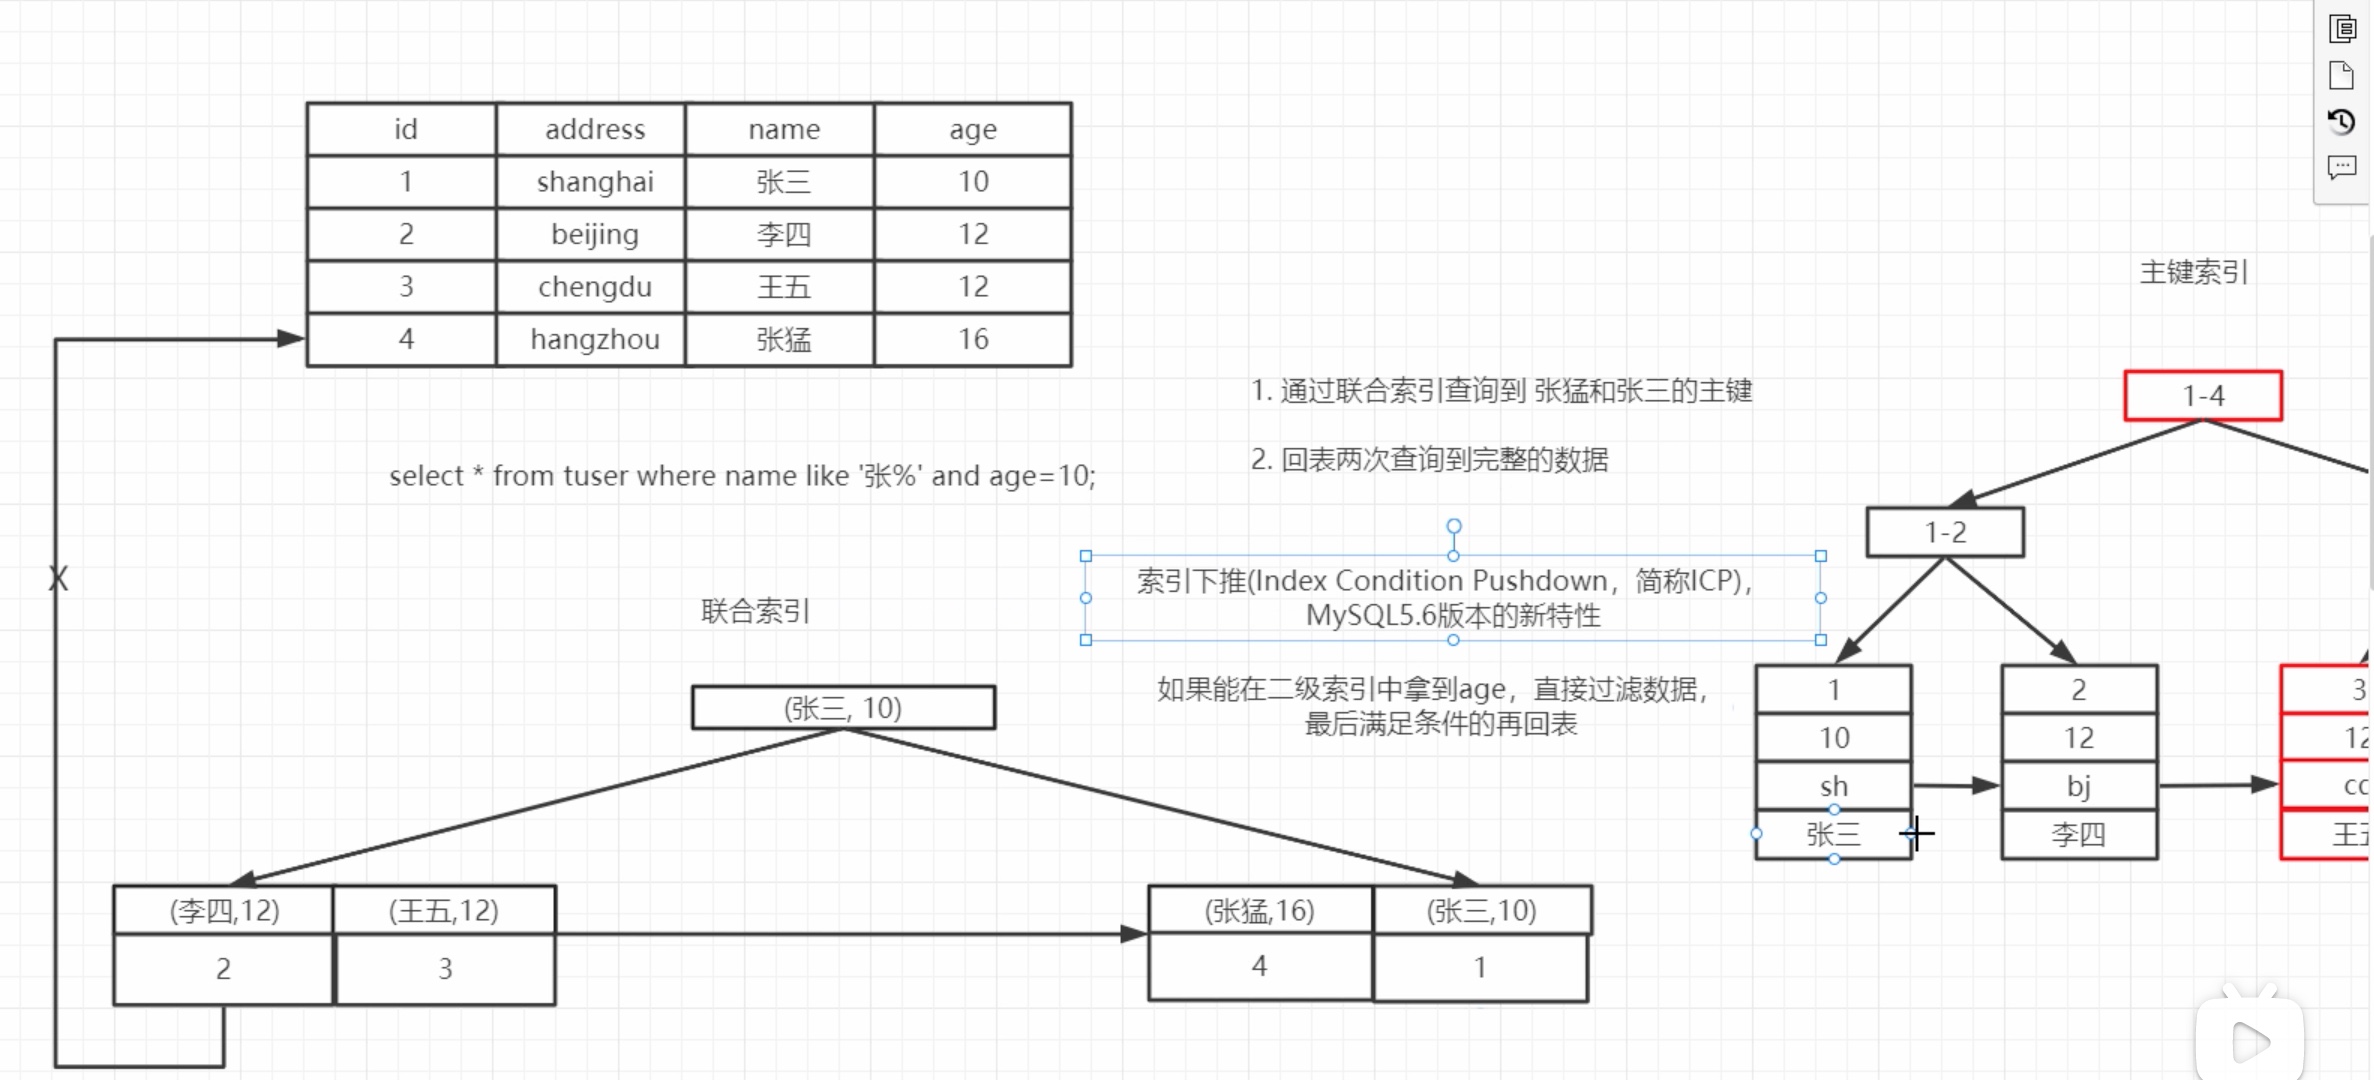 id address name age
1 shanghai 张三 10
2 beijing 李四 12
3 chengdu 王五 12
4 hangzhou 张猛 16
select * from tuser where name like '张%' and age=10;
X
联合索引
(张三, 10)
(李四,12) (王五,12)
2 3
(张猛,16) (张三,10)
4 1
1. 通过联合索引查询到 张猛和张三的主键
2. 回表两次查询到完整的数据
索引下推(Index Condition Pushdown，简称ICP)，
MySQL5.6版本的新特性
如果能在二级索引中拿到age，直接过滤数据，
最后满足条件的再回表
主键索引
1-4
1-2
1 2 3
10 12 12
sh bj
张三 李四